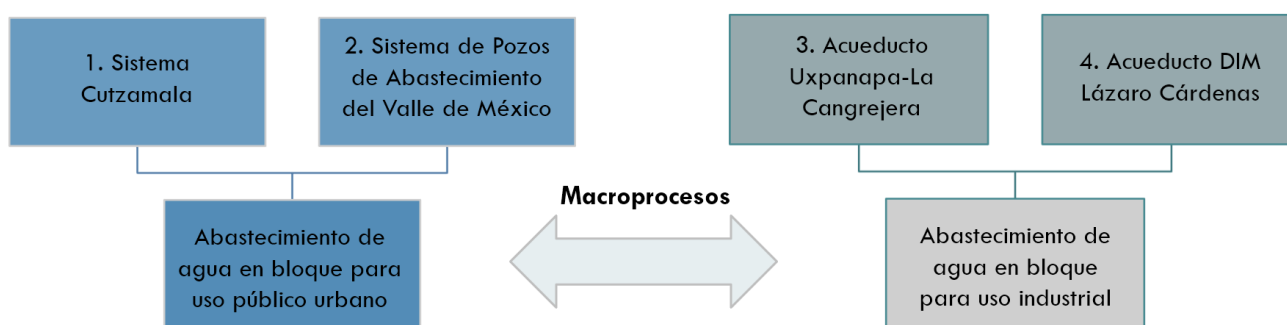 1. Sistema
Cutzamala
2. Sistema de Pozos
de Abastecimiento
del Valle de México
3. Acueducto
Uxpanapa-La
Cangrejera
4. Acueducto DIM
Lázaro Cárdenas
Macroprocesos
Abastecimiento de
agua en bloque para
uso público urbano
Abastecimiento de
agua en bloque
para uso industrial